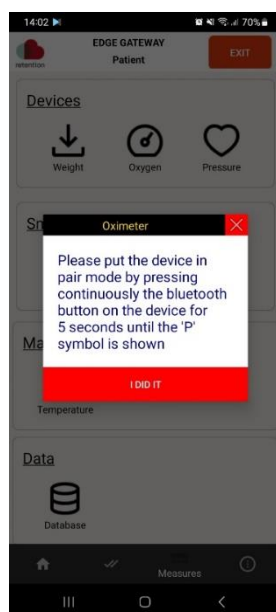 14:02
70%
EDGE GATEWAY
Patient
EXIT
retention
Devices
Weight
Oxygen
Pressure
Sm
Oximeter
Please put the device in
pair mode by pressing
continuously the bluetooth
button on the device for
5 seconds until the 'P'
symbol is shown
I DID IT
Ma
Temperature
Data
Database
Measures